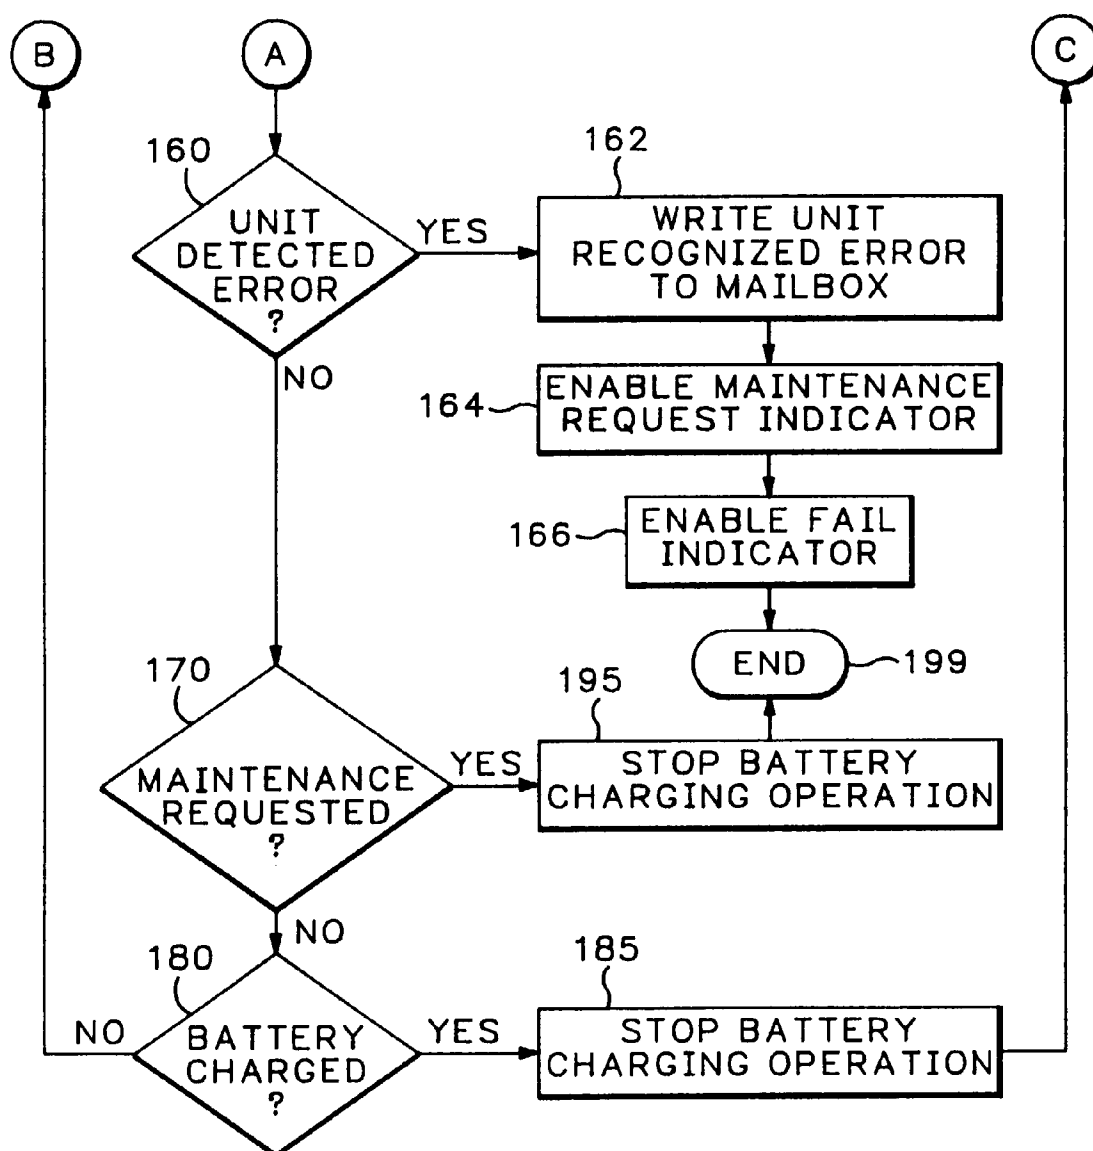 B
A
C
160
UNIT
DETECTED
ERROR
?
YES
NO
162
WRITE UNIT
RECOGNIZED ERROR
TO MAILBOX
164
ENABLE MAINTENANCE
REQUEST INDICATOR
166
ENABLE FAIL
INDICATOR
END
199
170
MAINTENANCE
REQUESTED
?
YES
NO
195
STOP BATTERY
CHARGING OPERATION
180
BATTERY
CHARGED
?
NO
YES
185
STOP BATTERY
CHARGING OPERATION